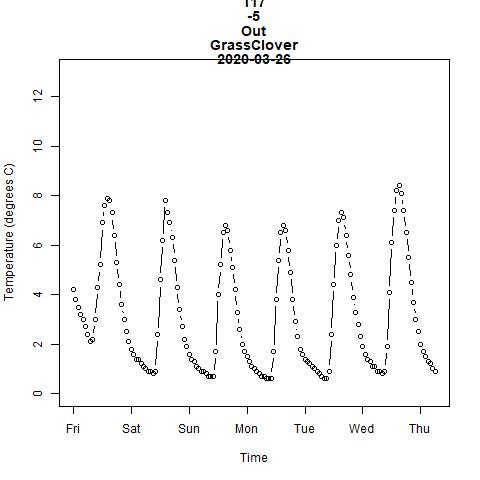 T17
-5
Out
GrassClover
2020-03-26
Temperature (degrees C)
12
10
8
6
4
2
0
Fri Sat Sun Mon Tue Wed Thu
Time